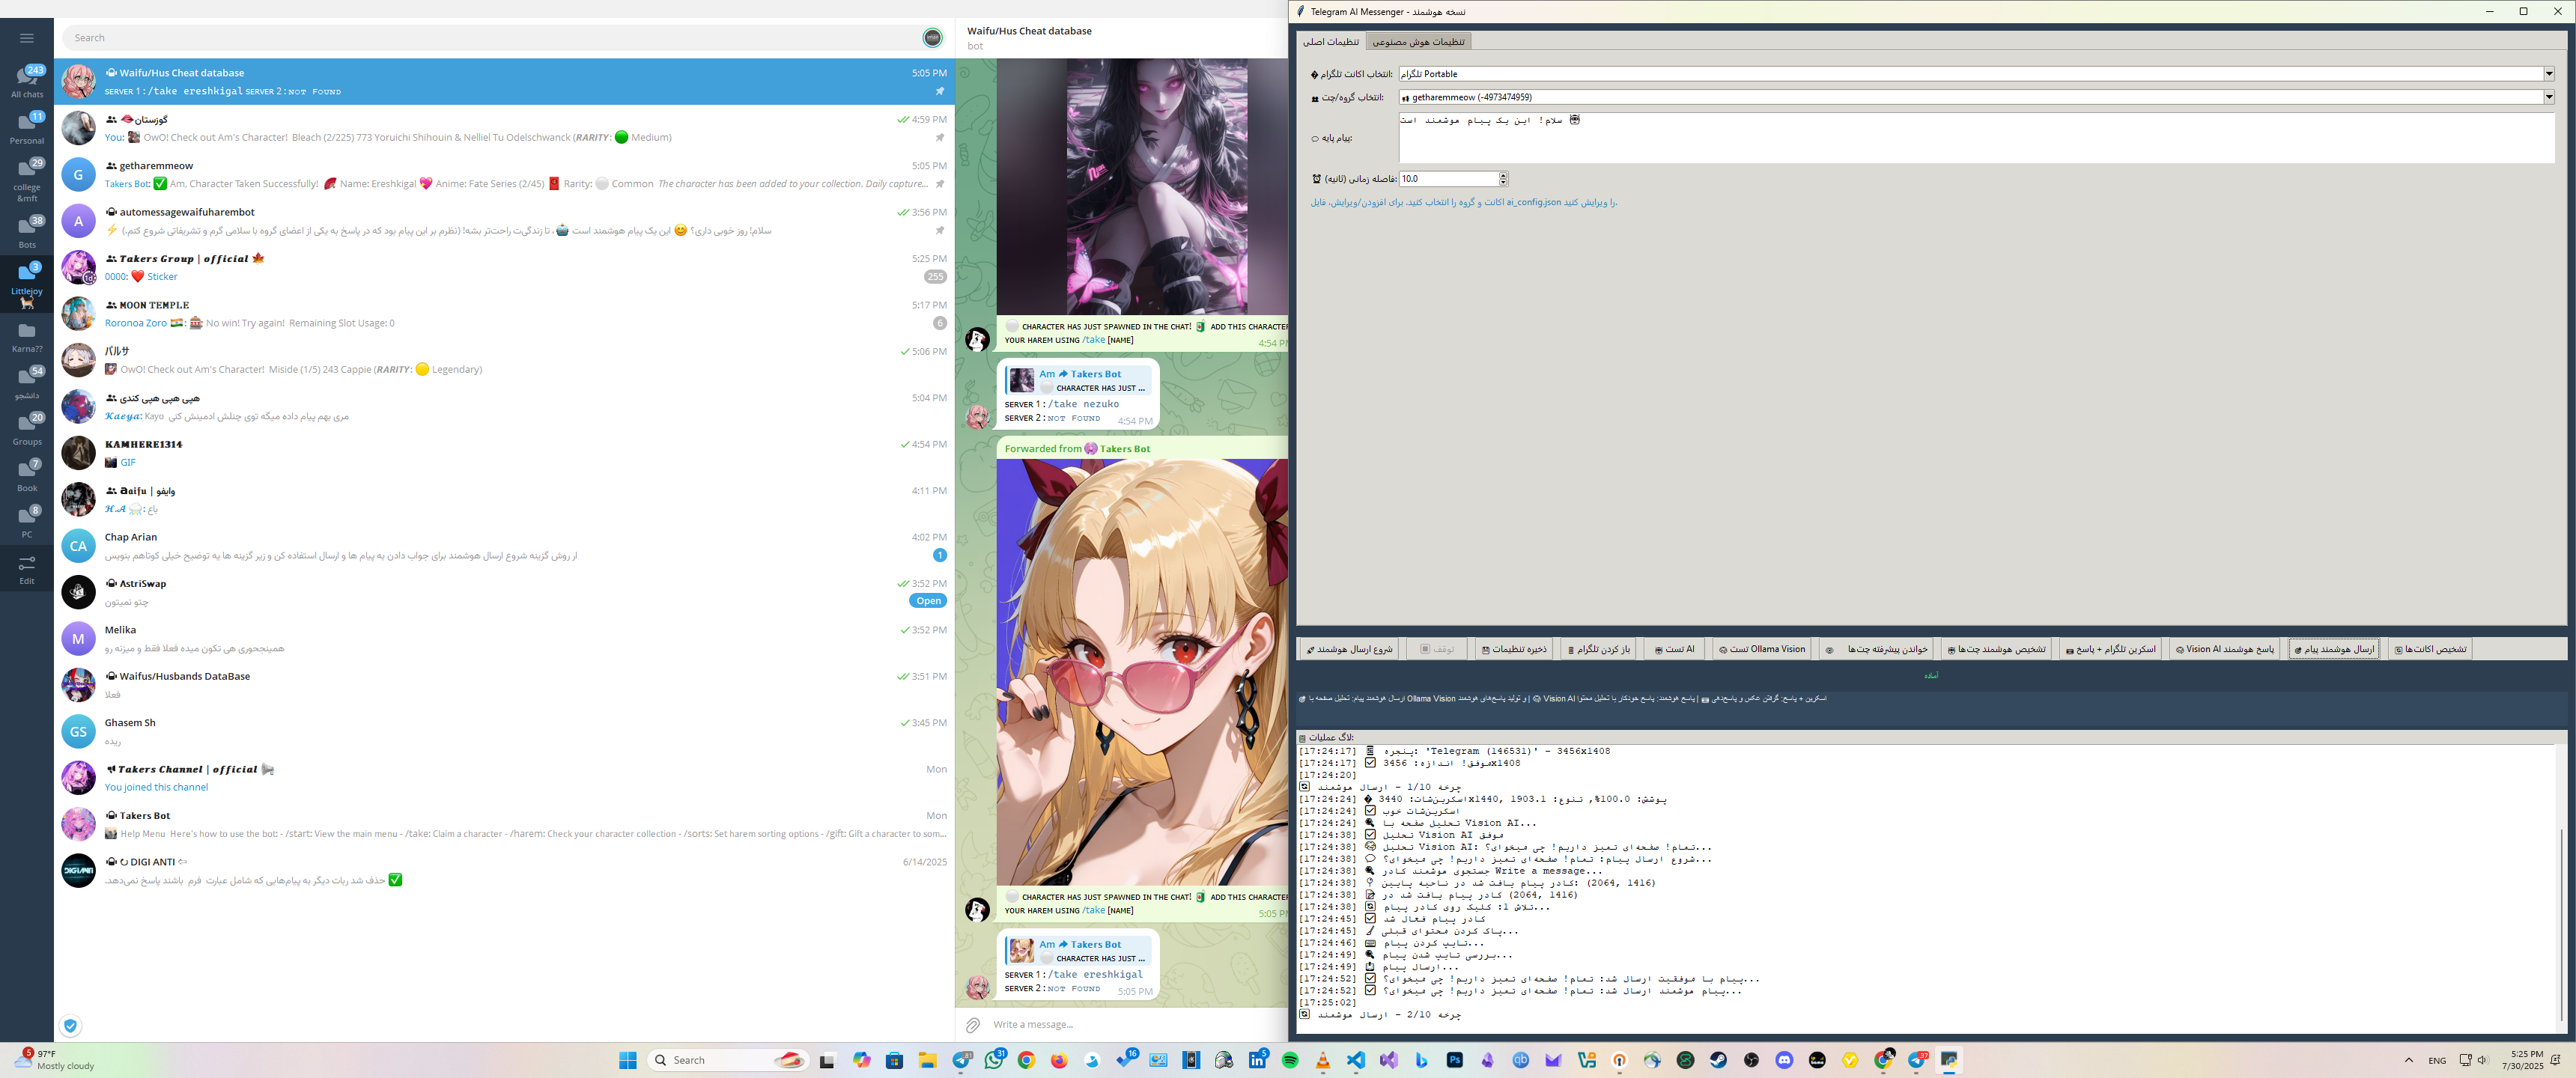 Search
243
All chats
11
Personal
29
college
&mft
38
Bots
3
Littlejoy
Karna??
54
دانشجو
20
Groups
7
Book
8
PC
Edit
Waifu/Hus Cheat database
5:05 PM
SERVER 1:/take ereshkigal SERVER 2:NOT FOUND
گوزستان
4:59 PM
You: OwO! Check out Am's Character! Bleach (2/225) 773 Yoruichi Shihouin & Nelliel Tu Odelschwanck (RARITY: 🟢 Medium)
G
getharemmeow
5:05 PM
Takers Bot: ✅ Am, Character Taken Successfully! Name: Ereshkigal 💖 Anime: Fate Series (2/45) Rarity: ⚪ Common The character has been added to your collection. Daily capture...
A
automessagewaifuharembot
3:56 PM
سلام! روز خوبی داری؟ 😊 این یک پیام هوشمند است 🤖، تا زندگی‌ت راحت‌تر بشه! (نظرم بر این پیام بود که در پاسخ به یکی از اعضای گروه با سلامی گرم و تشریفاتی شروع کنم.) ⚡
Takers Group | official 🍁
5:25 PM
0000: ❤️ Sticker
255
MOON TEMPLE
5:17 PM
Roronoa Zoro 🇮🇳: 🎰 No win! Try again! Remaining Slot Usage: 0
6
パルサ
5:06 PM
OwO! Check out Am's Character! Miside (1/5) 243 Cappie (RARITY: 🟡 Legendary)
هپی هپی هپی کندی
5:04 PM
Kaeya: Kayo مری بهم پیام داده میگه توی چنلش ادمینش کنی
KAMHERE1314
4:54 PM
GIF
aaifu | وایفو
4:11 PM
H.A: باع
CA
Chap Arian
4:02 PM
از روش گزینه شروع ارسال هوشمند برای جواب دادن به پیام ها و ارسال استفاده کن و زیر گزینه ها یه توضیح خیلی کوتاهم بنویس
1
AstriSwap
3:52 PM
چتو نمیتون
Open
M
Melika
3:52 PM
همینجحوری هی تکون میده فعلا فقط و میزنه رو
Waifus/Husbands DataBase
3:51 PM
فعلا
GS
Ghasem Sh
3:45 PM
ریده
Takers Channel | official
Mon
You joined this channel
Takers Bot
Mon
Help Menu Here's how to use the bot: - /start: View the main menu - /take: Claim a character - /harem: Check your character collection - /sorts: Set harem sorting options - /gift: Gift a character to som...
DIGI ANTI
6/14/2025
حذف شد ربات دیگر به پیام‌هایی که شامل عبارت فرم باشند پاسخ نمی‌دهد. ✅
Waifu/Hus Cheat database
bot
CHARACTER HAS JUST SPAWNED IN THE CHAT! ADD THIS CHARACTER
YOUR HAREM USING /take [NAME]
4:54 PM
Am Takers Bot
CHARACTER HAS JUST ...
SERVER 1:/take nezuko
SERVER 2:NOT FOUND
4:54 PM
Forwarded from Takers Bot
CHARACTER HAS JUST SPAWNED IN THE CHAT! ADD THIS CHARACTER
YOUR HAREM USING /take [NAME]
5:05 PM
Am Takers Bot
CHARACTER HAS JUST ...
SERVER 1:/take ereshkigal
SERVER 2:NOT FOUND
5:05 PM
Write a message...
Telegram AI Messenger - نسخه هوشمند
تنظیمات اصلی
تنظیمات هوش مصنوعی
انتخاب اکانت تلگرام:
تلگرام Portable
انتخاب گروه/چت:
getharemmeow (-4973474959)
پیام پایه:
سلام! این یک پیام هوشمند است 🤖
فاصله زمانی (ثانیه):
10.0
اکانت و گروه را انتخاب کنید. برای افزودن/ویرایش، فایل ai_config.json را ویرایش کنید.
شروع ارسال هوشمند
توقف
ذخیره تنظیمات
باز کردن تلگرام
تست AI
تست Ollama Vision
خواندن پیشرفته چت‌ها
تشخیص هوشمند چت‌ها
اسکرین تلگرام + پاسخ
پاسخ هوشمند Vision AI
ارسال هوشمند پیام
تشخیص اکانت‌ها
آماده
ارسال هوشمند پیام: تحلیل صفحه با Ollama Vision و تولید پاسخ‌های هوشمند | Vision AI پاسخ هوشمند: پاسخ خودکار با تحلیل محتوا | اسکرین + پاسخ: گرفتن عکس و پاسخ‌دهی
لاگ عملیات:
[17:24:17] پنجره: 'Telegram (146531)' - 3456x1408
[17:24:17] موفق! اندازه: 3456x1408
[17:24:20]
چرخه 1/10 - ارسال هوشمند
[17:24:24] اسکرین‌شات: 3440x1440, پوشش: 100.0%, تنوع: 1903.1
[17:24:24] اسکرین‌شات خوب
[17:24:24] تحلیل صفحه با Vision AI...
[17:24:38] تحلیل Vision AI موفق
[17:24:38] تحلیل Vision AI: تمام! صفحه‌ای تمیز داریم! چی میخوای؟...
[17:24:38] شروع ارسال پیام: تمام! صفحه‌ای تمیز داریم! چی میخوای؟...
[17:24:38] جستجوی هوشمند کادر Write a message...
[17:24:38] کادر پیام یافت شد در ناحیه پایین: (2064, 1416)
[17:24:38] کادر پیام یافت شد در (2064, 1416)
[17:24:38] تلاش 1: کلیک روی کادر پیام...
[17:24:45] کادر پیام فعال شد
[17:24:45] پاک کردن محتوای قبلی...
[17:24:46] تایپ کردن پیام...
[17:24:49] بررسی تایپ شدن پیام...
[17:24:49] ارسال پیام...
[17:24:52] پیام با موفقیت ارسال شد: تمام! صفحه‌ای تمیز داریم! چی میخوای؟...
[17:24:52] پیام هوشمند ارسال شد: تمام! صفحه‌ای تمیز داریم! چی میخوای؟...
[17:25:02]
چرخه 2/10 - ارسال هوشمند
5
97°F
Mostly cloudy
Search
31
16
5
ENG
5:25 PM
7/30/2025